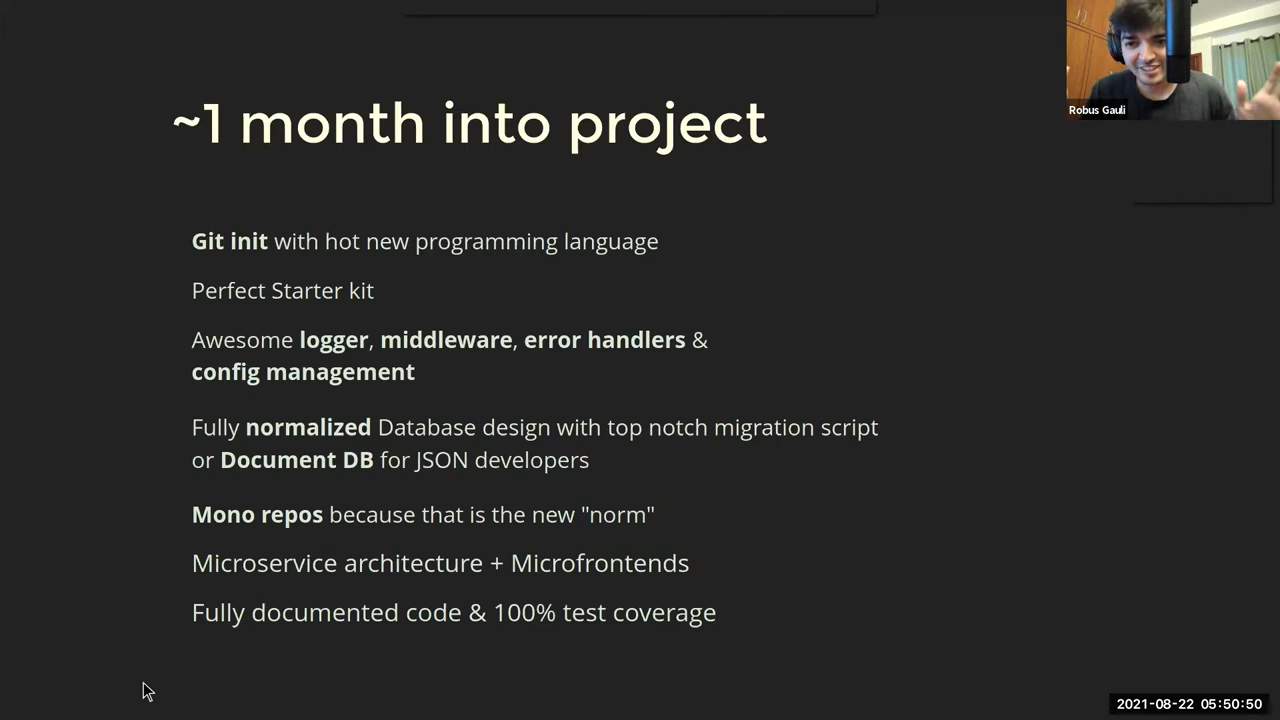 Robus Gauli
~1 month into project
Git init with hot new programming language
Perfect Starter kit
Awesome logger, middleware, error handlers &
config management
Fully normalized Database design with top notch migration script
or Document DB for JSON developers
Mono repos because that is the new "norm"
Microservice architecture + Microfrontends
Fully documented code & 100% test coverage
2021-08-22 05:50:50